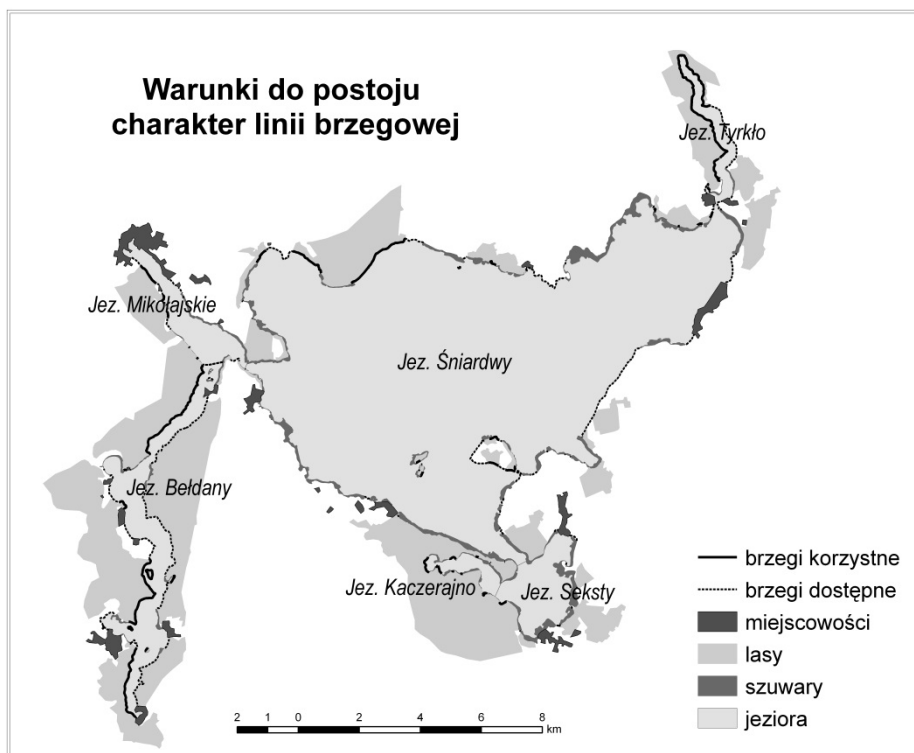 Warunki do postoju
charakter linii brzegowej
Jez. Tyrkło
Jez. Mikołajskie
Jez. Śniardwy
Jez. Bełdany
Jez. Kaczerajno
Jez. Seksty
brzegi korzystne
brzegi dostępne
miejscowości
lasy
szuwary
jeziora
2 0 2 4 6 8
km